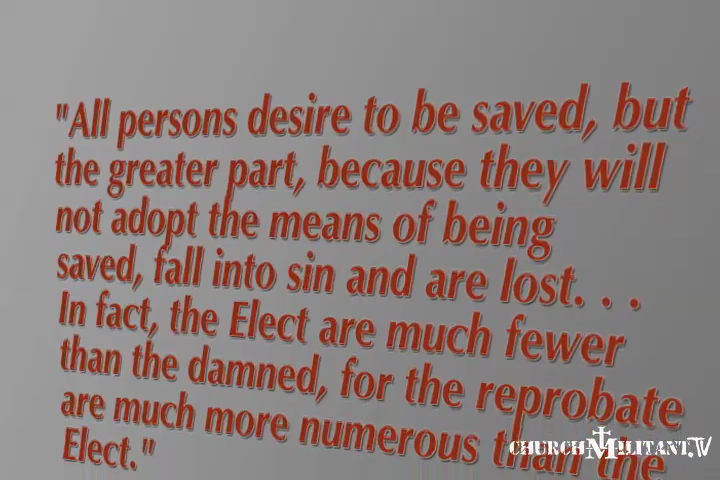 "All persons desire to be saved, but
the greater part, because they will
not adopt the means of being
saved, fall into sin and are lost. . .
In fact, the Elect are much fewer
than the damned, for the reprobate
are much more numerous than the
Elect."
CHURCHMILITANT.TV